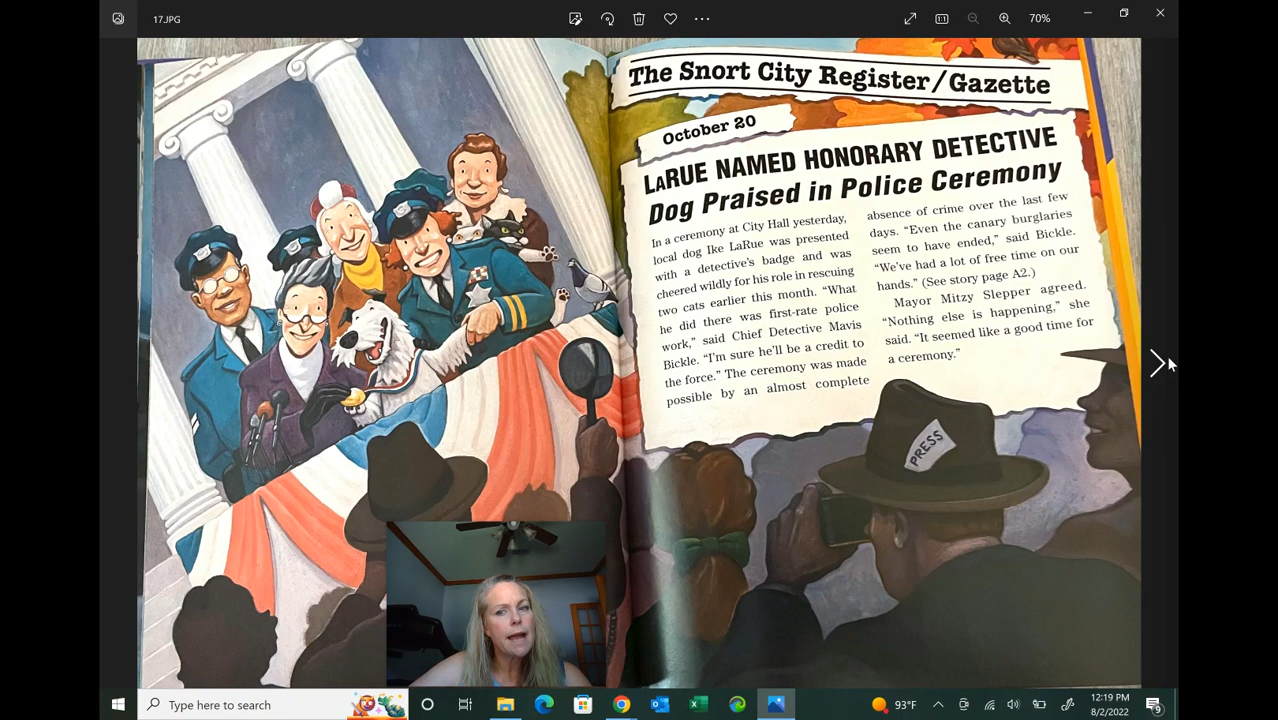 17.JPG
70%
The Snort City Register/Gazette
October 20
LARUE NAMED HONORARY DETECTIVE
Dog Praised in Police Ceremony
In a ceremony at City Hall yesterday,
local dog Ike LaRue was presented
with a detective's badge and was
cheered wildly for his role in rescuing
two cats earlier this month. "What
he did there was first-rate police
work," said Chief Detective Mavis
Bickle. "I'm sure he'll be a credit to
the force." The ceremony was made
possible by an almost complete
absence of crime over the last few
days. "Even the canary burglaries
seem to have ended," said Bickle.
"We've had a lot of free time on our
hands." (See story page A2.)
Mayor Mitzy Slepper agreed.
"Nothing else is happening," she
said. "It seemed like a good time for
a ceremony."
PRESS
Type here to search
93°F
12:19 PM
8/2/2022